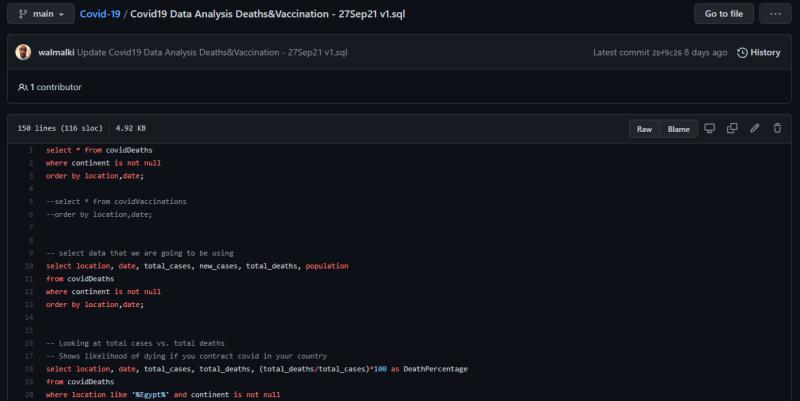 main Covid-19 / Covid19 Data Analysis Deaths&Vaccination - 27Sep21 v1.sql Go to file ...
walmalki Update Covid19 Data Analysis Deaths&Vaccination - 27Sep21 v1.sql Latest commit 2bf9c26 8 days ago History
1 contributor
150 lines (116 sloc) 4.92 KB Raw Blame
1 select * from covidDeaths
2 where continent is not null
3 order by location,date;
4
5 --select * from covidVaccinations
6 --order by location,date;
7
8
9 -- select data that we are going to be using
10 select location, date, total_cases, new_cases, total_deaths, population
11 from covidDeaths
12 where continent is not null
13 order by location,date;
14
15
16 -- Looking at total cases vs. total deaths
17 -- Shows likelihood of dying if you contract covid in your country
18 select location, date, total_cases, total_deaths, (total_deaths/total_cases)*100 as DeathPercentage
19 from covidDeaths
20 where location like '%Egypt%' and continent is not null